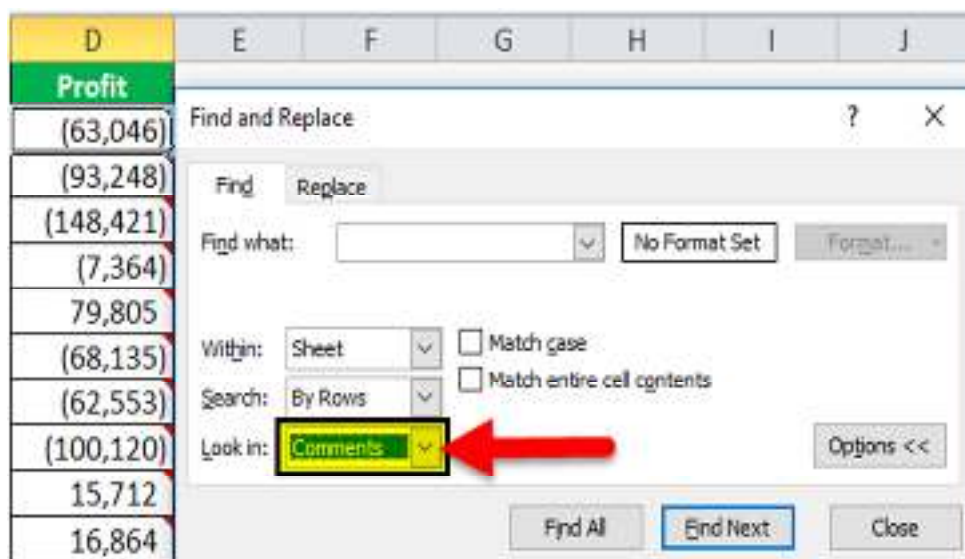 D E F G H I J
Profit
(63,046)
(93,248)
(148,421)
(7,364)
79,805
(68,135)
(62,553)
(100,120)
15,712
16,864
Find and Replace ? ×
Find Replace
Find what: No Format Set Format...
Within: Sheet Match case
Match entire cell contents
Search: By Rows
Look in: Comments Options <<
Find All Find Next Close